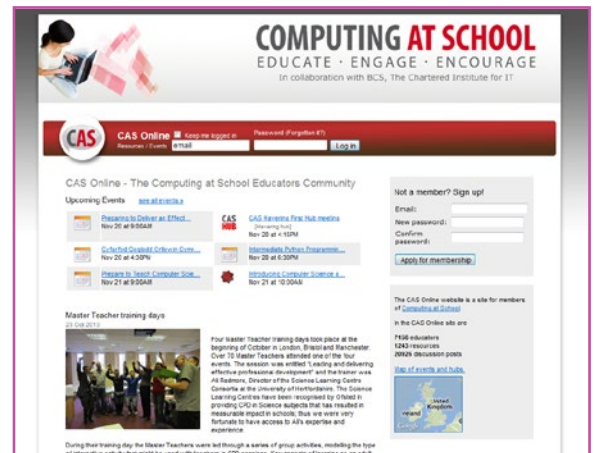 COMPUTING AT SCHOOL
EDUCATE · ENGAGE · ENCOURAGE
In collaboration with BCS, The Chartered Institute for IT
CAS
CAS Online
Keep me logged in
Password (Forgotten it?)
Resources / Events
email
Log in
CAS Online - The Computing at School Educators Community
Upcoming Events see all events »
Preparing to Deliver an Effect...
Nov 20 at 9:00AM
CAS HUB
CAS Havering First Hub meeting
[Havering hub]
Nov 20 at 4:15PM
Nov 20 at 4:30PM
Intermediate Python Programmin...
Nov 20 at 6:30PM
Prepare to Teach Computer Scie...
Nov 21 at 9:00AM
Introducing Computer Science a...
Nov 21 at 10:00AM
Master Teacher training days
25 Oct 2013
Four Master Teacher training days took place at the
beginning of October in London, Bristol and Manchester.
Over 70 Master Teachers attended one of the four
events. The session was entitled "Leading and delivering
effective professional development" and the trainer was
Ali Redmore, Director of the Science Learning Centre
Consortia at the University of Hertfordshire. The Science
Learning Centres have been recognised by Ofsted in
providing CPD in Science subjects that has resulted in
measurable impact in schools; thus we were very
fortunate to have access to Ali's expertise and
experience
During their training day the Master Teachers were led through a series of group activities, modelling the type
Not a member? Sign up!
Email:
New password:
Confirm
password:
Apply for membership
The CAS Online website is a site for members
of Computing at School
in the CAS Online site are
7156 educators
1243 resources
20925 discussion posts
Map of events and hubs.
United
Kingdom
Ireland
Google